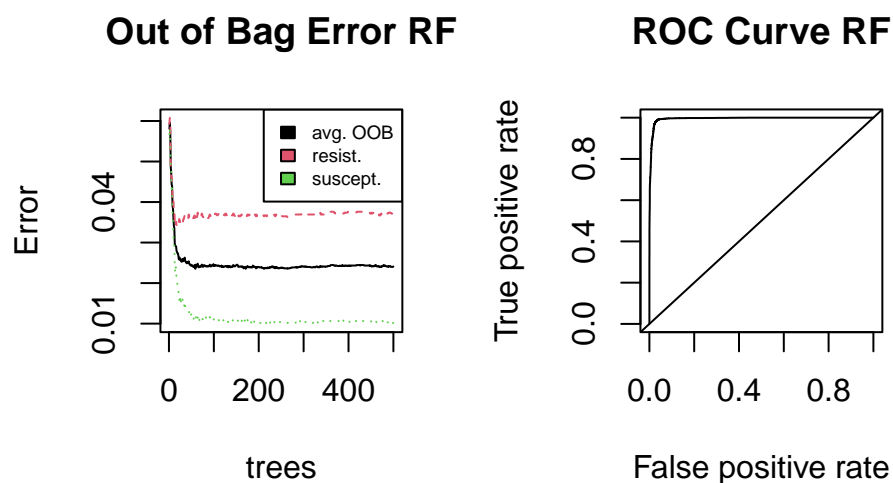 Out of Bag Error RF
Error
0.04
0.01
avg. OOB
resist.
suscept.
0 200 400
trees
ROC Curve RF
True positive rate
0.8
0.4
0.0
0.0 0.4 0.8
False positive rate